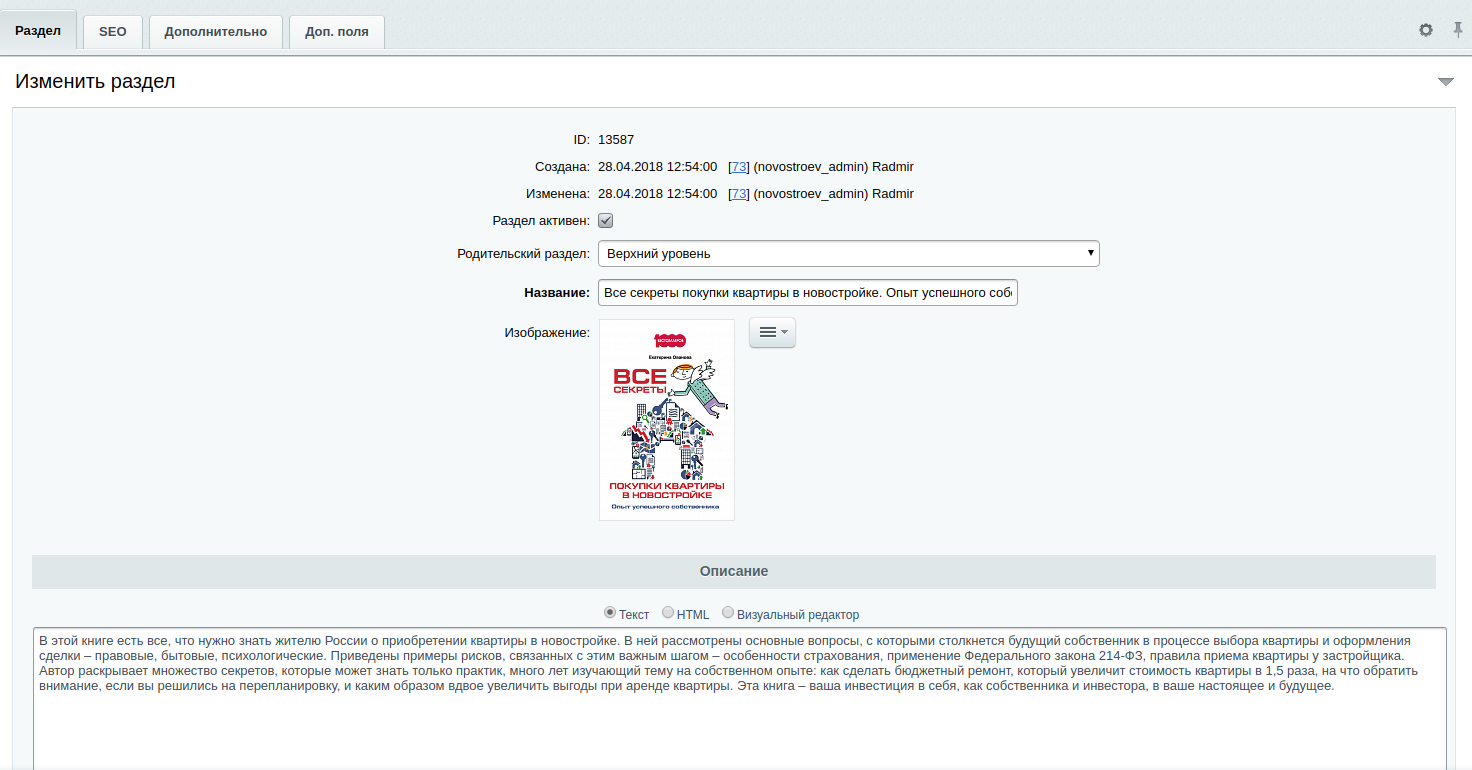 Раздел SEO Дополнительно Доп. поля
Изменить раздел
ID: 13587
Создана: 28.04.2018 12:54:00 [73] (novostroev_admin) Radmir
Изменена: 28.04.2018 12:54:00 [73] (novostroev_admin) Radmir
Раздел активен:
Родительский раздел: Верхний уровень
Название: Все секреты покупки квартиры в новостройке. Опыт успешного собс
Изображение:
1000
БЕСТСЕЛЛЕРОВ
Екатерина Ованова
ВСЕ
СЕКРЕТЫ
ПОКУПКИ КВАРТИРЫ
В НОВОСТРОЙКЕ
Опыт успешного собственника
Описание
Текст HTML Визуальный редактор
В этой книге есть все, что нужно знать жителю России о приобретении квартиры в новостройке. В ней рассмотрены основные вопросы, с которыми столкнется будущий собственник в процессе выбора квартиры и оформления
сделки – правовые, бытовые, психологические. Приведены примеры рисков, связанных с этим важным шагом – особенности страхования, применение Федерального закона 214-ФЗ, правила приема квартиры у застройщика.
Автор раскрывает множество секретов, которые может знать только практик, много лет изучающий тему на собственном опыте: как сделать бюджетный ремонт, который увеличит стоимость квартиры в 1,5 раза, на что обратить
внимание, если вы решились на перепланировку, и каким образом вдвое увеличить выгоды при аренде квартиры. Эта книга – ваша инвестиция в себя, как собственника и инвестора, в ваше настоящее и будущее.